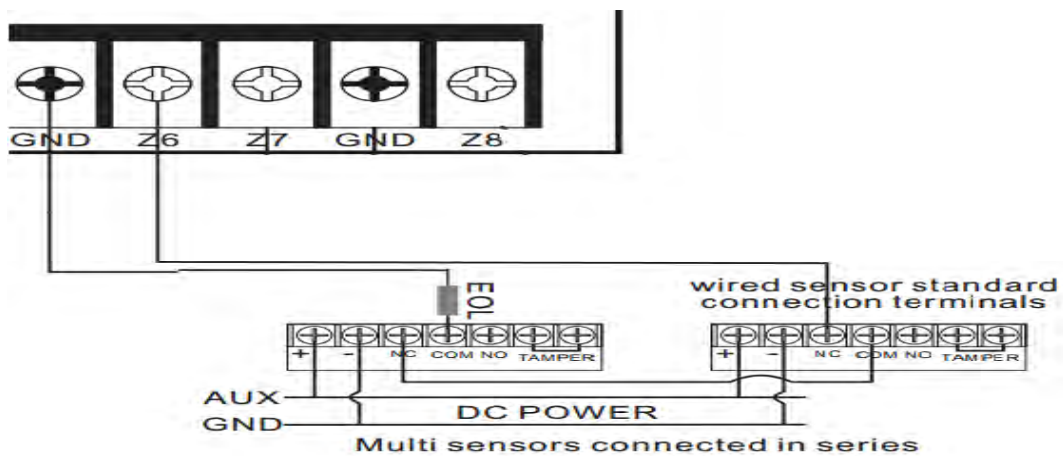 GND Z6 Z7 GND Z8
EOL
wired sensor standard
connection terminals
+ - NC COM NO TAMPER
+ - NC COM NO TAMPER
AUX
DC POWER
GND
Multi sensors connected in series